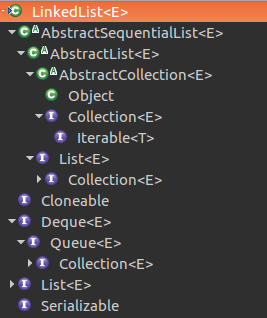 LinkedList<E>
AbstractSequentialList<E>
AbstractList<E>
AbstractCollection<E>
Object
Collection<E>
Iterable<T>
List<E>
Collection<E>
Cloneable
Deque<E>
Queue<E>
Collection<E>
List<E>
Serializable